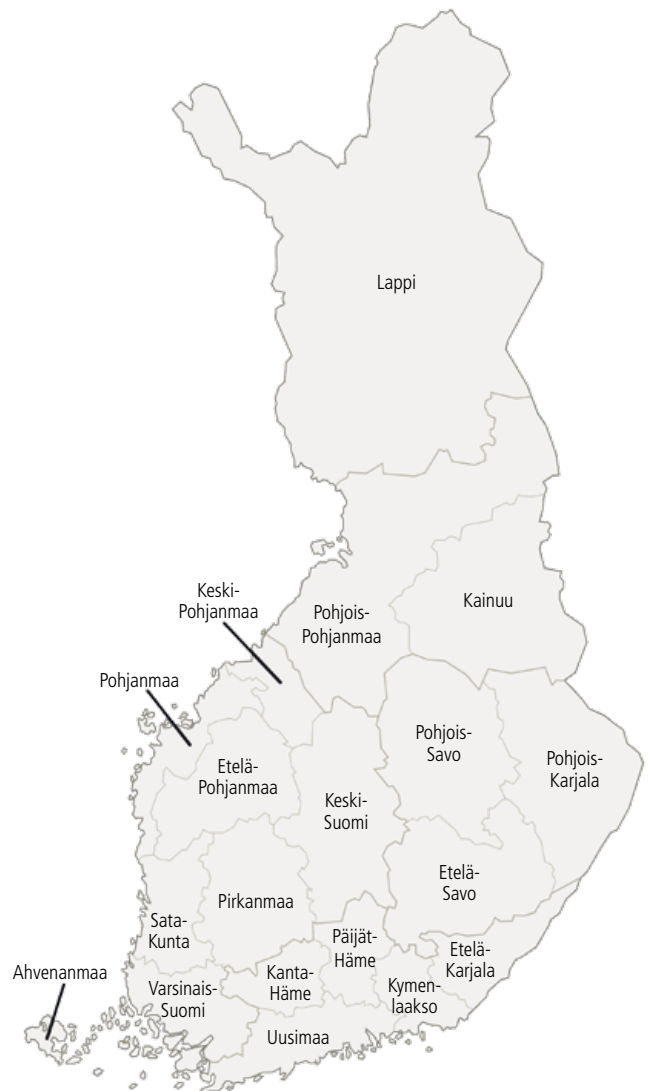 Lappi
Kainuu
Keski-
Pohjanmaa
Pohjois-
Pohjanmaa
Pohjanmaa
Etelä-
Pohjanmaa
Keski-
Suomi
Pohjois-
Savo
Pohjois-
Karjala
Etelä-
Savo
Pirkanmaa
Sata-
Kunta
Päijät-
Häme
Etelä-
Karjala
Ahvenanmaa
Varsinais-
Suomi
Kanta-
Häme
Kymen-
laakso
Uusimaa